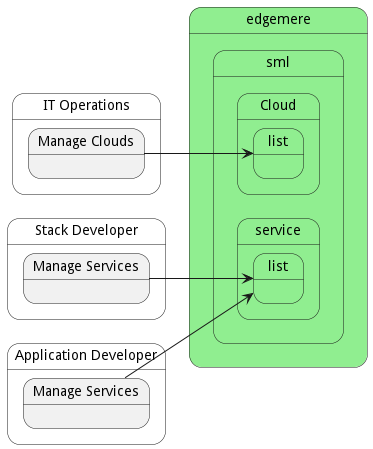 edgemere
sml
IT Operations
Manage Clouds
Cloud
list
Stack Developer
Manage Services
service
list
Application Developer
Manage Services